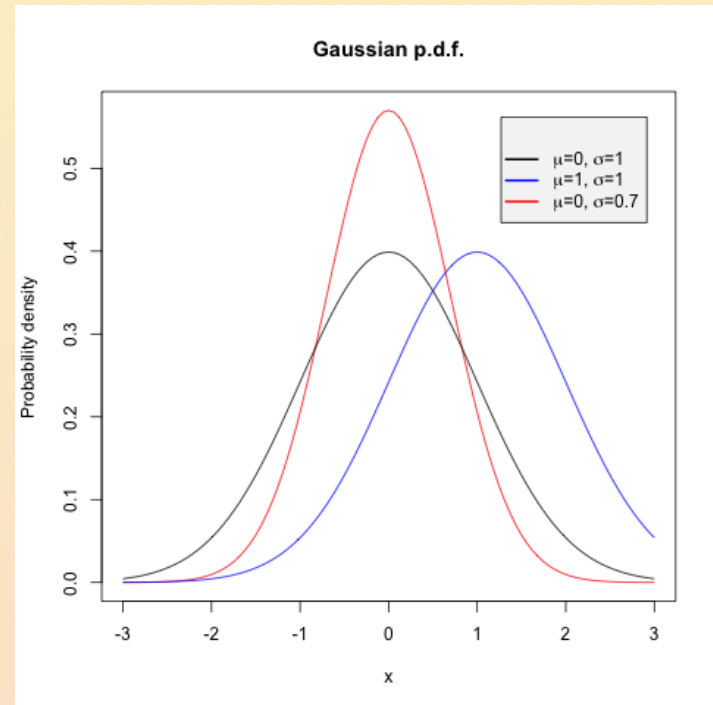 Gaussian p.d.f.
μ=0, σ=1
μ=1, σ=1
μ=0, σ=0.7
Probability density
0.5
0.4
0.3
0.2
0.1
0.0
-3 -2 -1 0 1 2 3
x